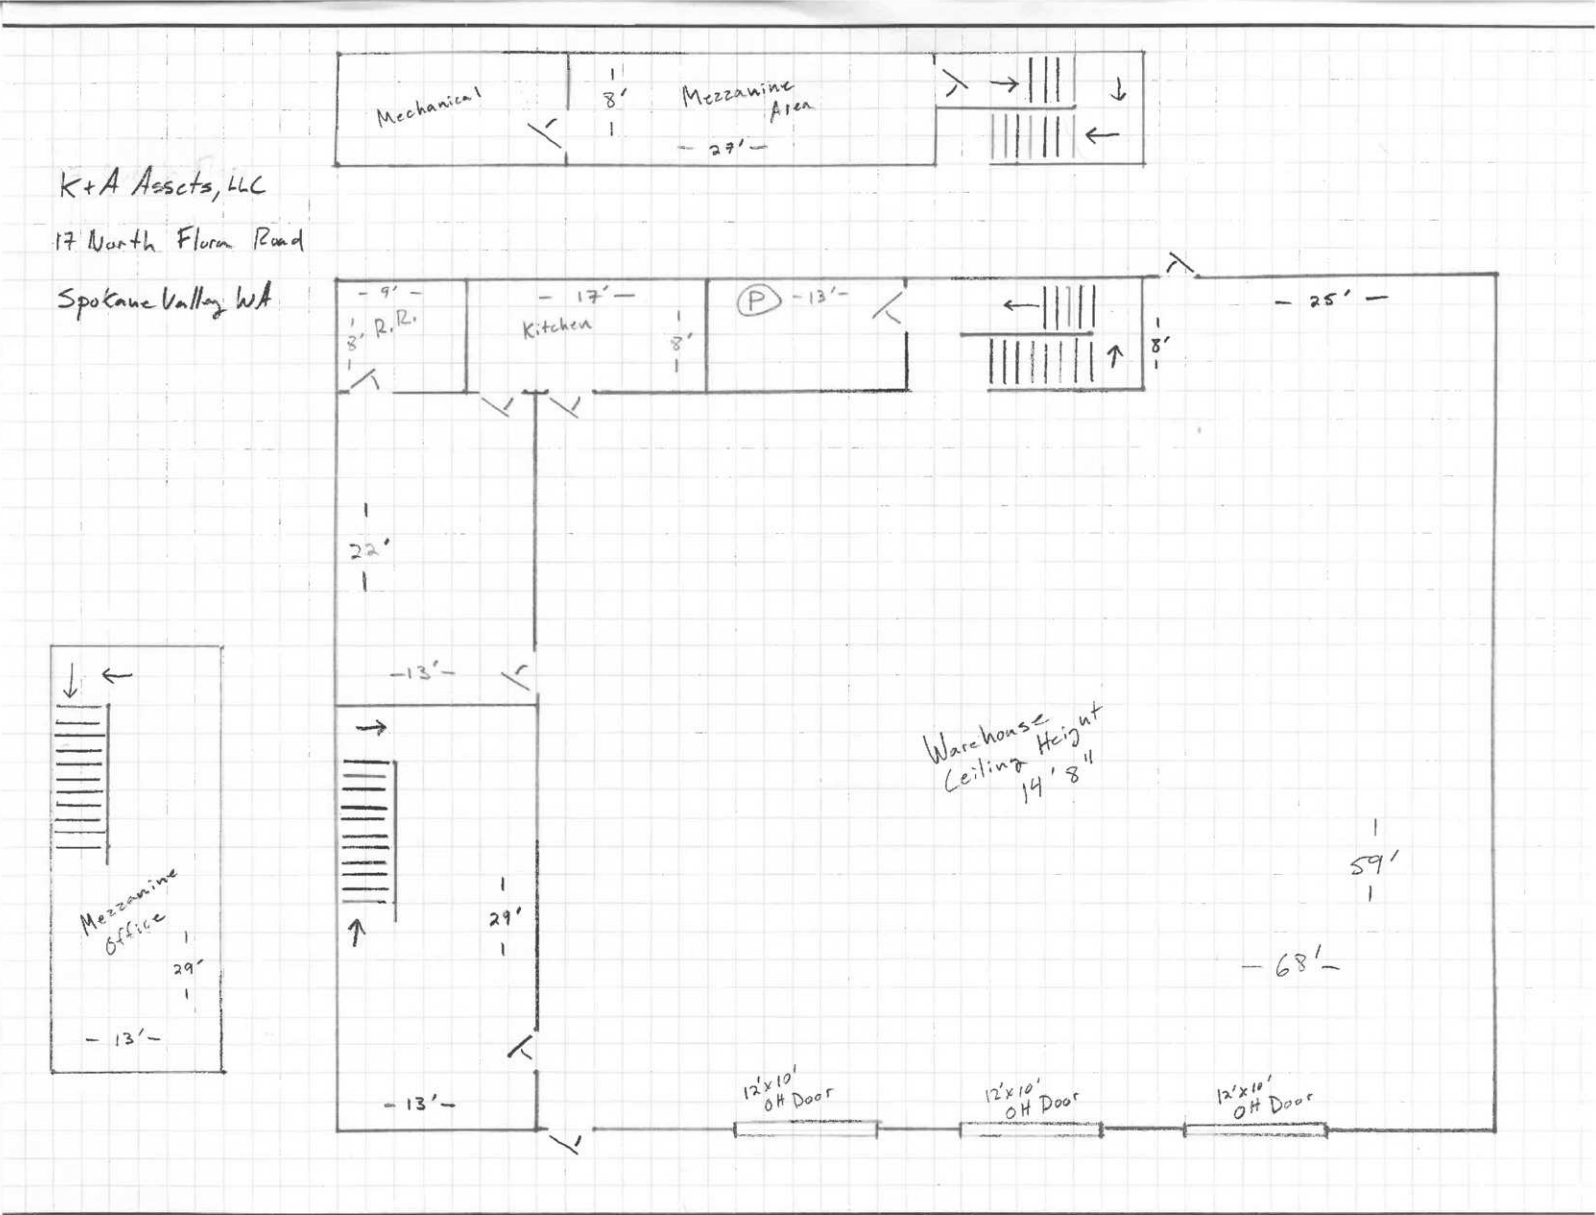 Mechanical
8'
Mezzanine
Area
27'
K+A Assets, LLC
17 North Flora Road
Spokane Valley WA
9'
8'
R.R.
17'
Kitchen
8'
P
13'
8'
25'
22'
13'
Warehouse
Ceiling Height
14' 8"
59'
68'
29'
13'
Mezzanine
Office
29'
13'
12'x10'
OH Door
12'x10'
OH Door
12'x10'
OH Door